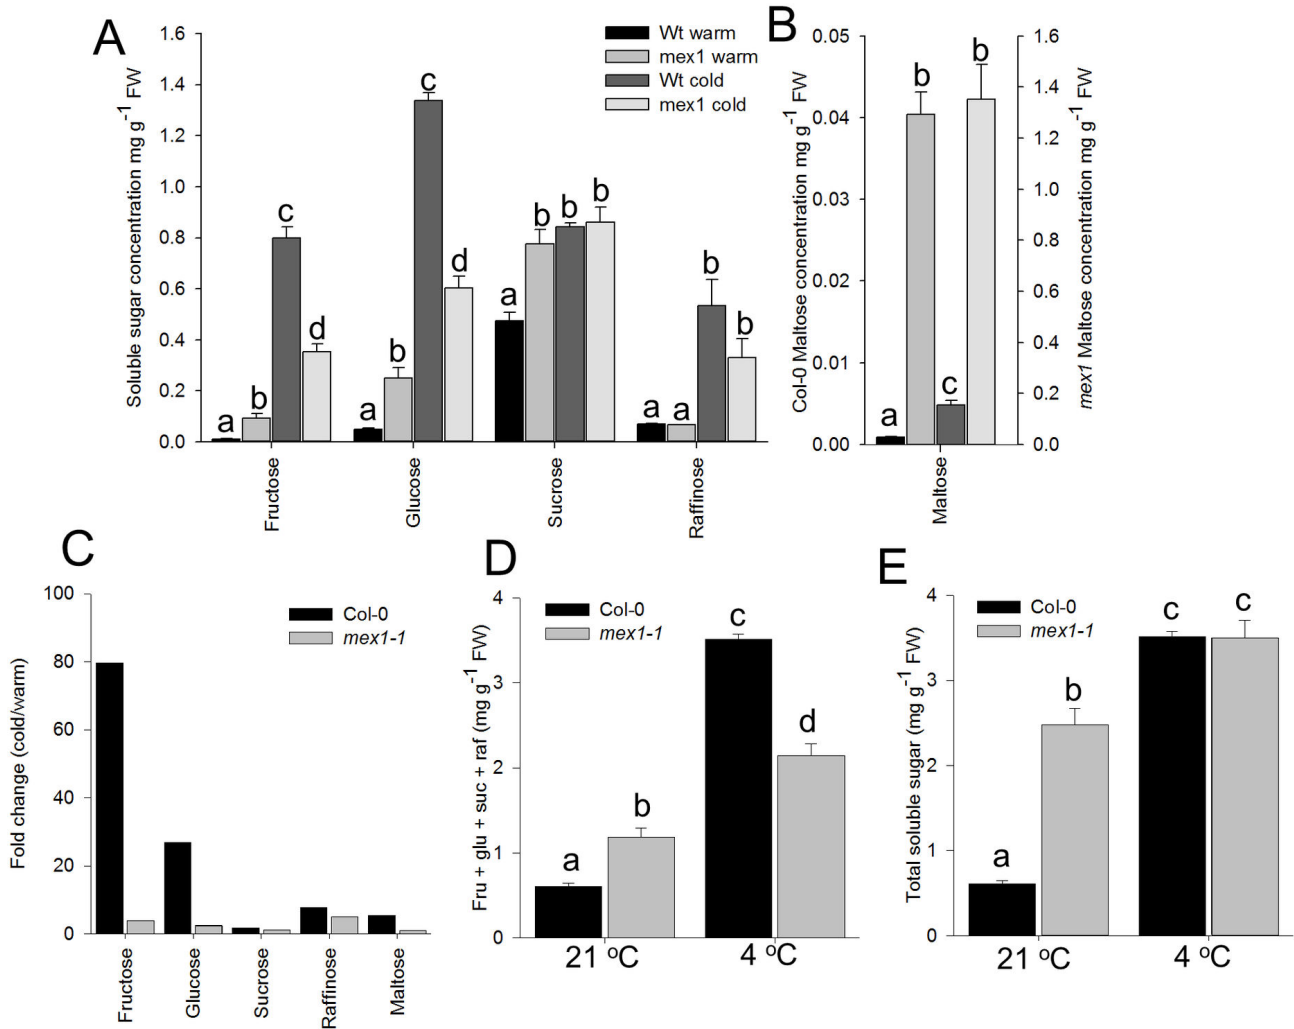 A
Soluble sugar concentration mg g-1 FW
1.6
1.4
1.2
1.0
0.8
0.6
0.4
0.2
0.0
Wt warm
mex1 warm
Wt cold
mex1 cold
a
b
c
d
a
b
c
d
a
b
b
b
a
a
b
b
Fructose
Glucose
Sucrose
Raffinose
B
Col-0 Maltose concentration mg g-1 FW
0.05
0.04
0.03
0.02
0.01
0.00
a
b
c
b
1.6
1.4
1.2
1.0
0.8
0.6
0.4
0.2
0.0
mex1 Maltose concentration mg g-1 FW
Maltose
C
Fold change (cold/warm)
100
80
60
40
20
0
Col-0
mex1-1
Fructose
Glucose
Sucrose
Raffinose
Maltose
D
Fru + glu + suc + raf (mg g-1 FW)
4
3
2
1
0
Col-0
mex1-1
a
b
c
d
21 ºC
4 ºC
E
Total soluble sugar (mg g-1 FW)
4
3
2
1
0
Col-0
mex1-1
a
b
c
c
21 ºC
4 ºC